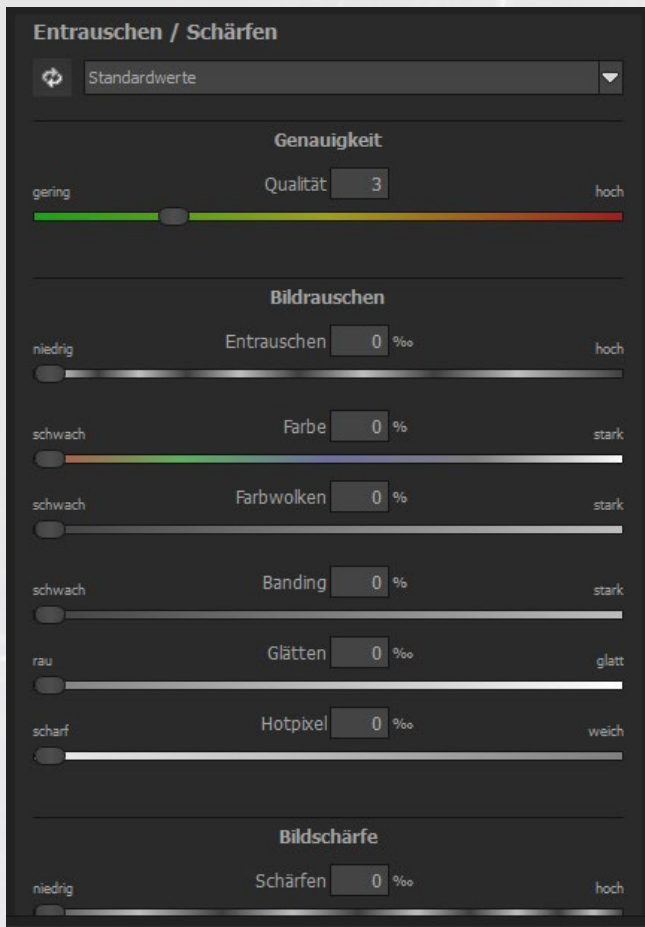 Entrauschen / Schärfen
Standardwerte
Genauigkeit
Qualität 3
gering hoch
Bildrauschen
Entrauschen 0 ‰
niedrig hoch
Farbe 0 %
schwach stark
Farbwolken 0 %
schwach stark
Banding 0 %
schwach stark
Glätten 0 ‰
rau glatt
Hotpixel 0 ‰
scharf weich
Bildschärfe
Schärfen 0 ‰
niedrig hoch